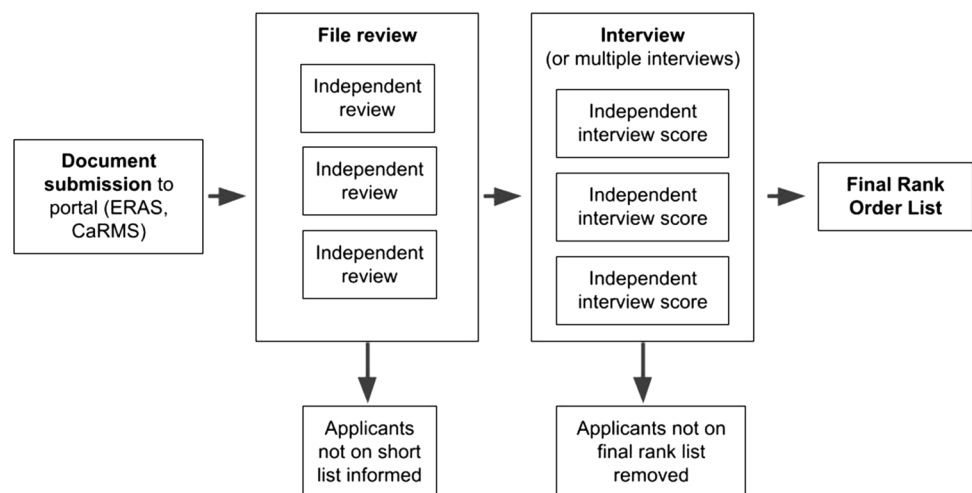 Document
submission to
portal (ERAS,
CaRMS)
File review
Independent
review
Independent
review
Independent
review
Applicants
not on short
list informed
Interview
(or multiple interviews)
Independent
interview score
Independent
interview score
Independent
interview score
Applicants not on
final rank list
removed
Final Rank
Order List